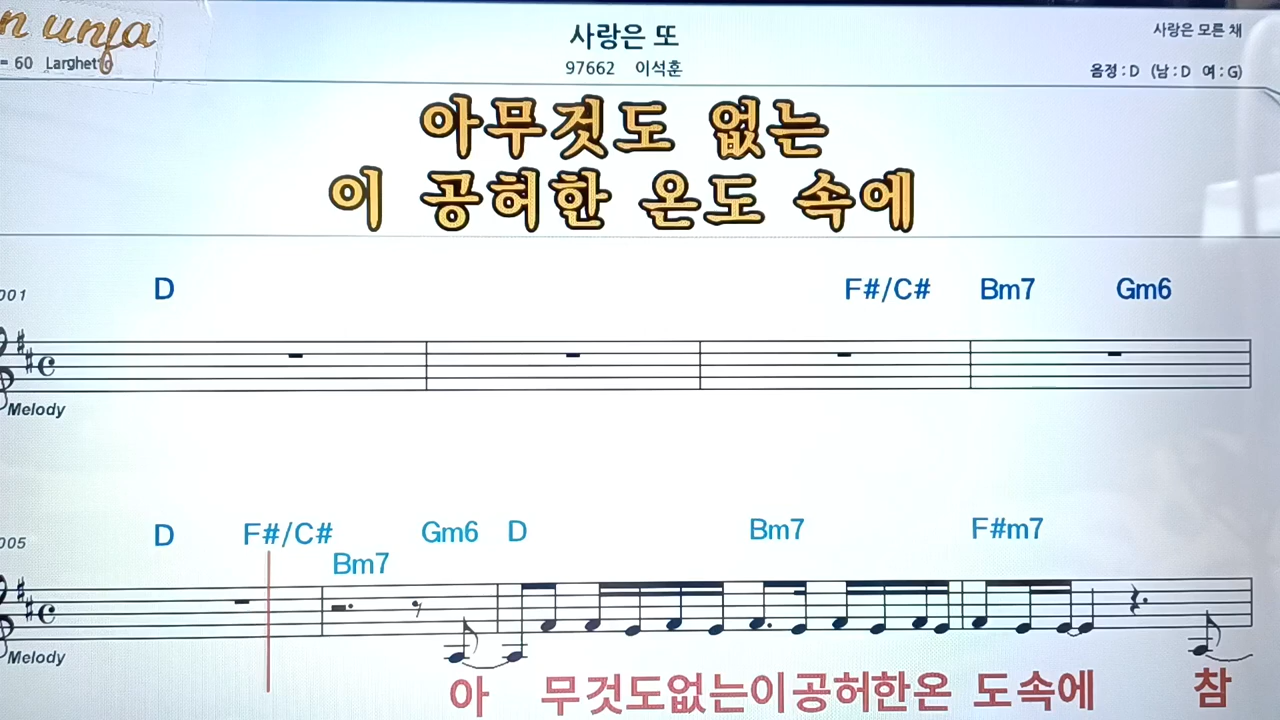 n unja
= 60 Larghetto
사랑은 또
97662 이석훈
사랑은 모른 채
음정 : D (남 : D 여 : G)
아무것도 없는
이 공허한 온도 속에
001 D F#/C# Bm7 Gm6
Melody
005 D F#/C# Bm7 Gm6 D Bm7 F#m7
Melody
아 무것도없는이공허한온 도속에 참